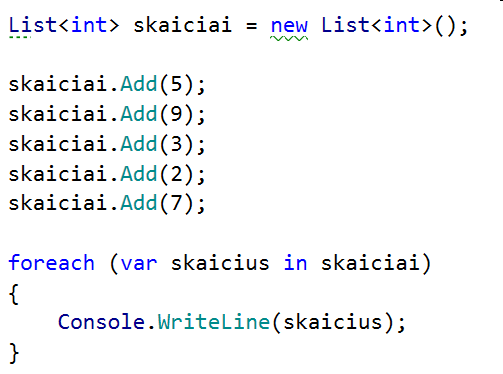 List<int> skaiciai = new List<int>();
skaiciai.Add(5);
skaiciai.Add(9);
skaiciai.Add(3);
skaiciai.Add(2);
skaiciai.Add(7);
foreach (var skaicius in skaiciai)
{
    Console.WriteLine(skaicius);
}